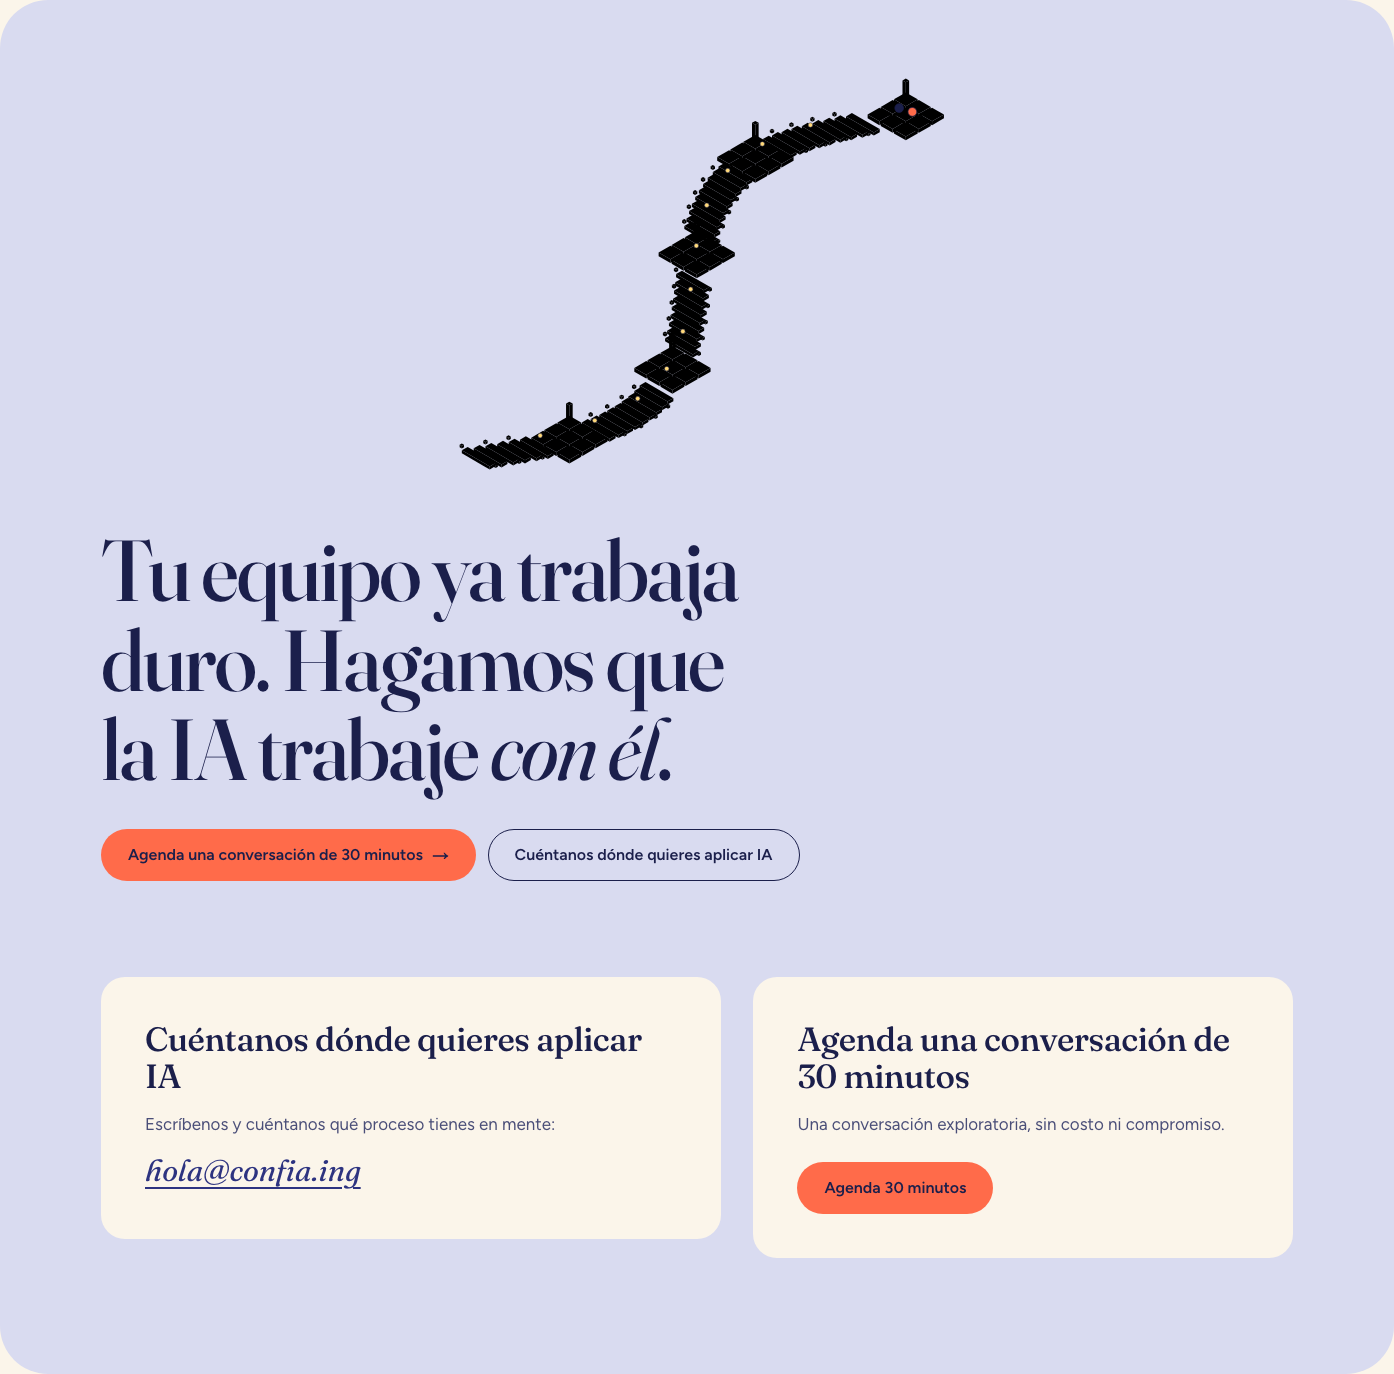 Tu equipo ya trabaja
duro. Hagamos que
la IA trabaje con él.
Agenda una conversación de 30 minutos →
Cuéntanos dónde quieres aplicar IA
Cuéntanos dónde quieres aplicar
IA
Escríbenos y cuéntanos qué proceso tienes en mente:
hola@confia.ing
Agenda una conversación de
30 minutos
Una conversación exploratoria, sin costo ni compromiso.
Agenda 30 minutos